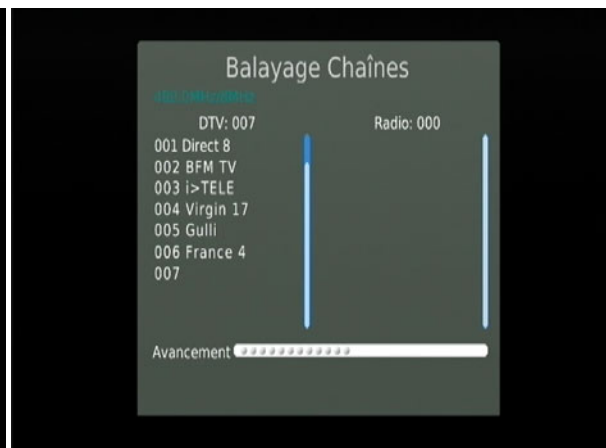 Balayage Chaînes
DTV: 007
Radio: 000
001 Direct 8
002 BFM TV
003 i>TELE
004 Virgin 17
005 Gulli
006 France 4
007
Avancement